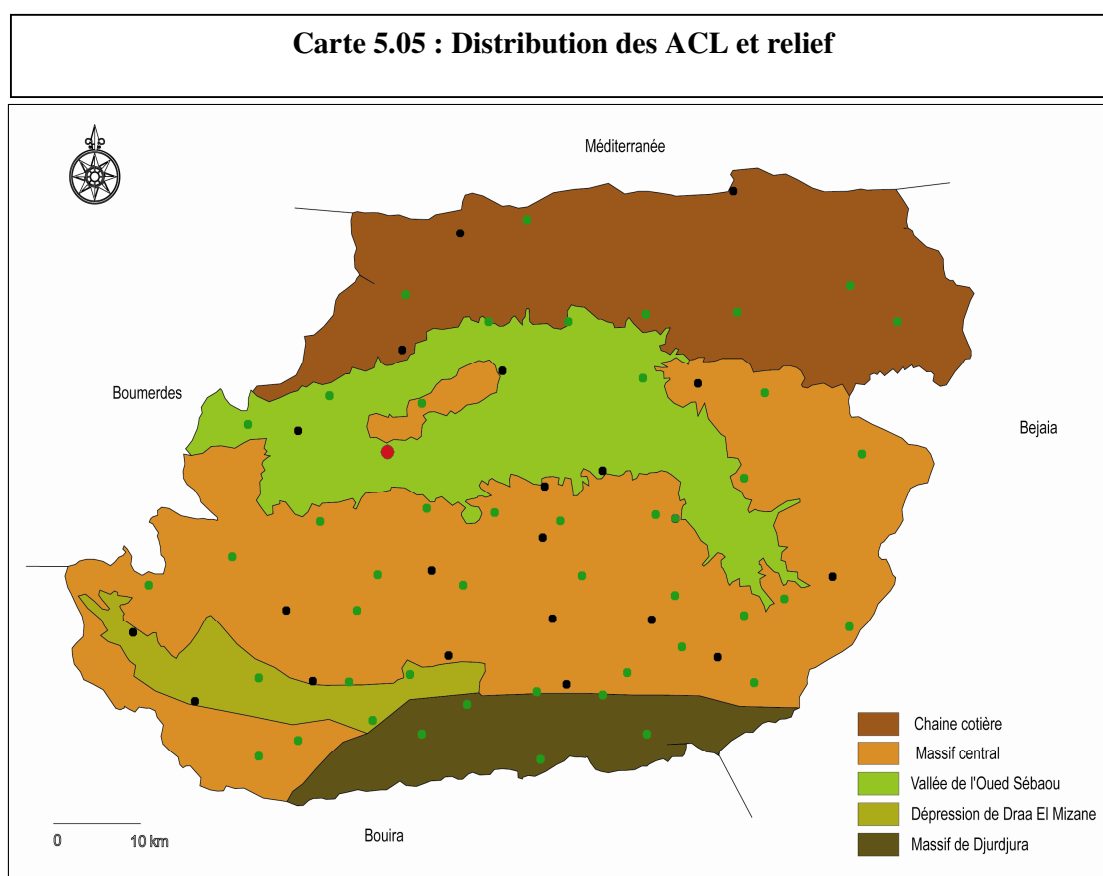 Carte 5.05 : Distribution des ACL et relief
Méditerranée
Boumerdes
Bejaia
Bouira
Chaine cotière
Massif central
Vallée de l'Oued Sébaou
Dépression de Draa El Mizane
Massif de Djurdjura
0 10 km